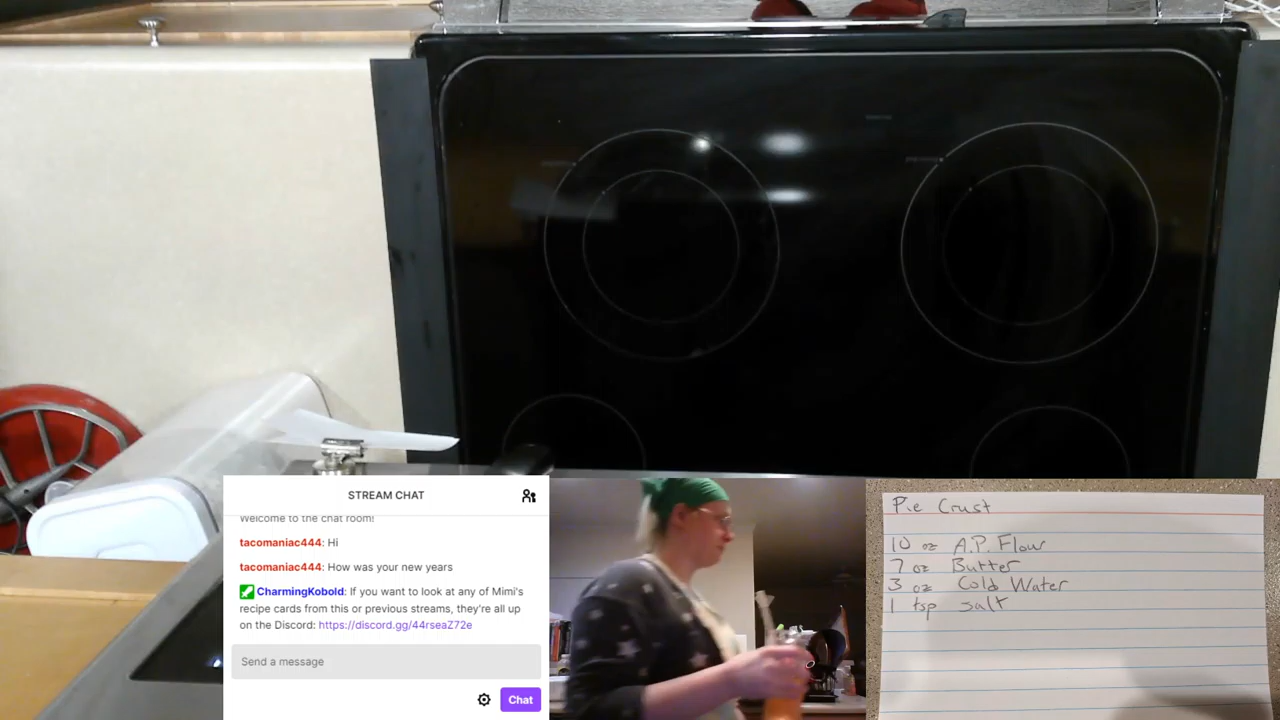 STREAM CHAT
Welcome to the chat room!
tacomaniac444: Hi
tacomaniac444: How was your new years
CharmingKobold: If you want to look at any of Mimi's
recipe cards from this or previous streams, they're all up
on the Discord: https://discord.gg/44rseaZ72e
Send a message
Chat
Pie Crust
10 oz A.P. Flour
7 oz Butter
3 oz Cold Water
1 tsp salt